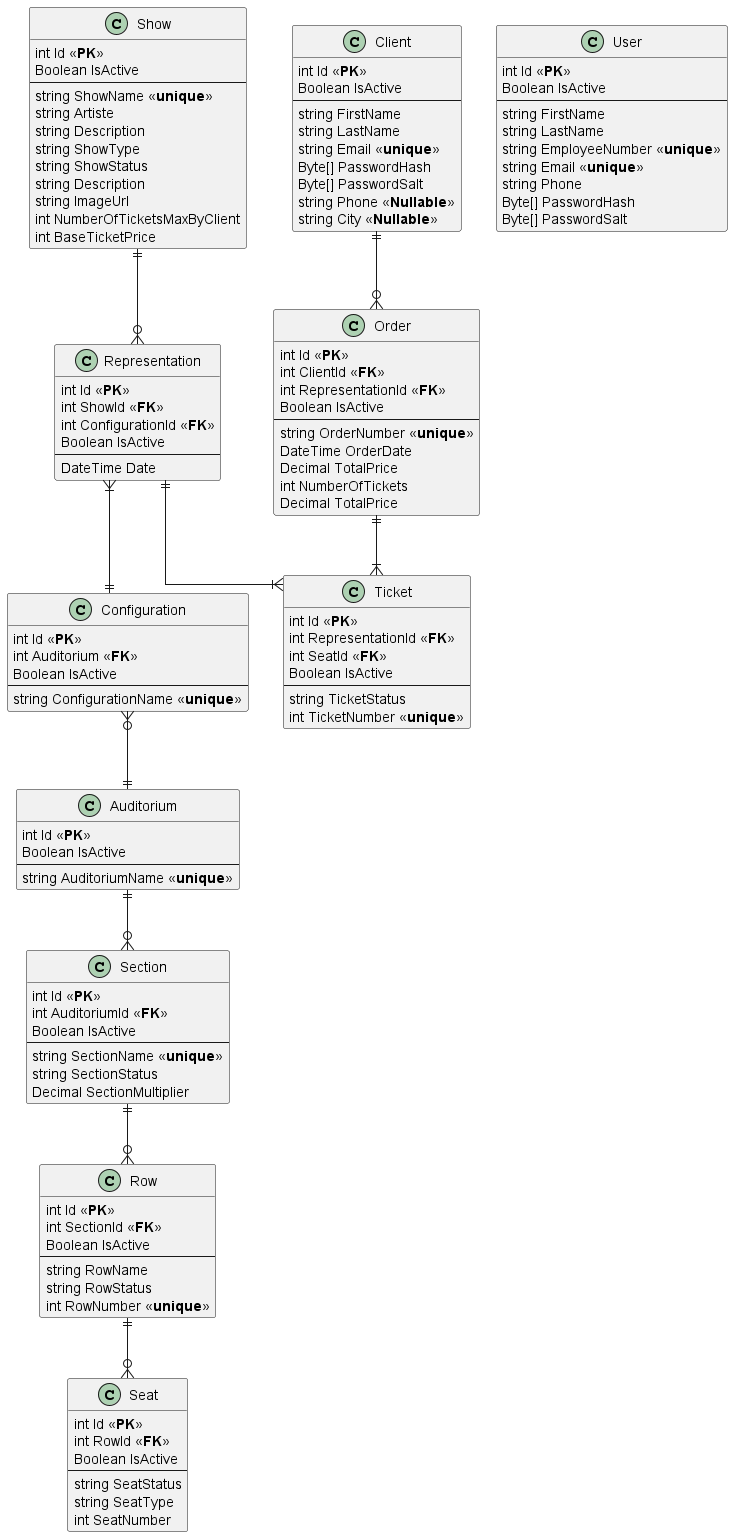 C Show
int Id «PK»
Boolean IsActive
string ShowName «unique»
string Artiste
string Description
string ShowType
string ShowStatus
string Description
string ImageUrl
int NumberOfTicketsMaxByClient
int BaseTicketPrice
C Client
int Id «PK»
Boolean IsActive
string FirstName
string LastName
string Email «unique»
Byte[] PasswordHash
Byte[] PasswordSalt
string Phone «Nullable»
string City «Nullable»
C User
int Id «PK»
Boolean IsActive
string FirstName
string LastName
string EmployeeNumber «unique»
string Email «unique»
string Phone
Byte[] PasswordHash
Byte[] PasswordSalt
C Representation
int Id «PK»
int ShowId «FK»
int ConfigurationId «FK»
Boolean IsActive
DateTime Date
C Order
int Id «PK»
int ClientId «FK»
int RepresentationId «FK»
Boolean IsActive
string OrderNumber «unique»
DateTime OrderDate
Decimal TotalPrice
int NumberOfTickets
Decimal TotalPrice
C Configuration
int Id «PK»
int Auditorium «FK»
Boolean IsActive
string ConfigurationName «unique»
C Ticket
int Id «PK»
int RepresentationId «FK»
int SeatId «FK»
Boolean IsActive
string TicketStatus
int TicketNumber «unique»
C Auditorium
int Id «PK»
Boolean IsActive
string AuditoriumName «unique»
C Section
int Id «PK»
int AuditoriumId «FK»
Boolean IsActive
string SectionName «unique»
string SectionStatus
Decimal SectionMultiplier
C Row
int Id «PK»
int SectionId «FK»
Boolean IsActive
string RowName
string RowStatus
int RowNumber «unique»
C Seat
int Id «PK»
int RowId «FK»
Boolean IsActive
string SeatStatus
string SeatType
int SeatNumber